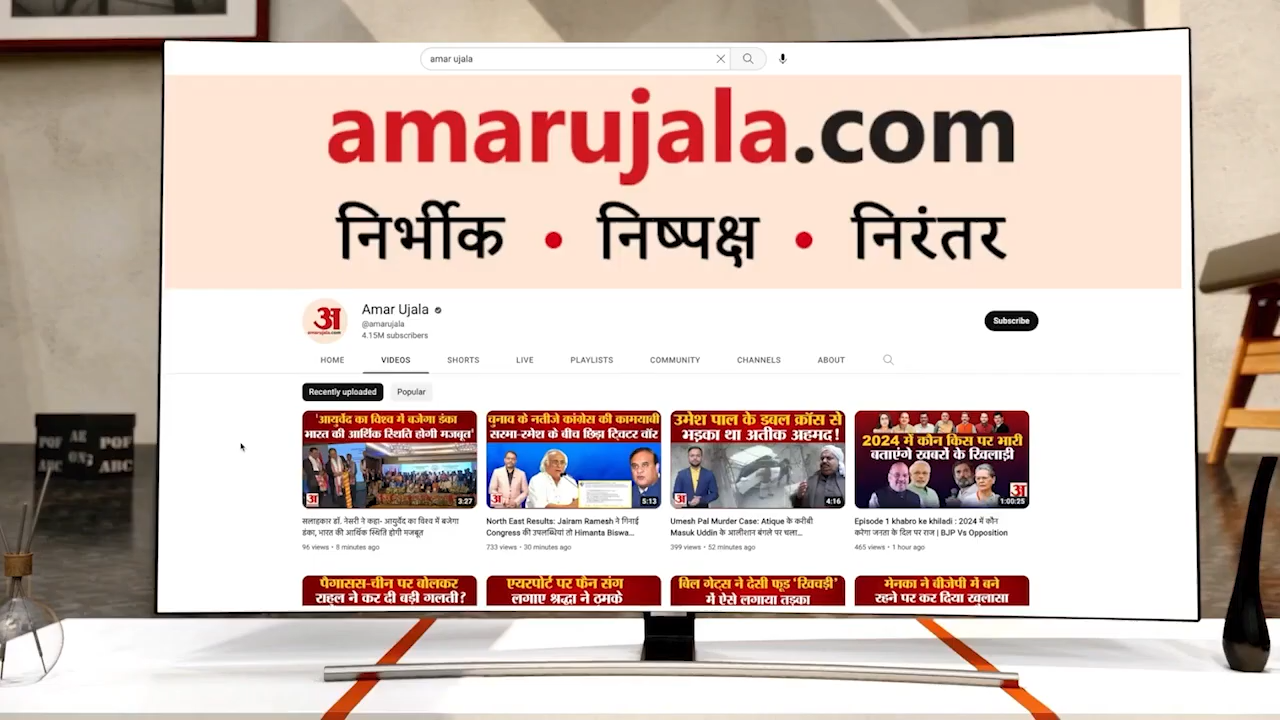 amar ujala
amarujala.com
निर्भीक • निष्पक्ष • निरंतर
अ
amarujala.com
Amar Ujala
@amarujala
4.15M subscribers
Subscribe
HOME VIDEOS SHORTS LIVE PLAYLISTS COMMUNITY CHANNELS ABOUT
Recently uploaded Popular
'आयुर्वेद का विश्व में बजेगा डंका
भारत की आर्थिक स्थिति होगी मजबूत'
अ
3:27
सलाहकार डॉ. नेसरी ने कहा- आयुर्वेद का विश्व में बजेगा
डंका, भारत की आर्थिक स्थिति होगी मजबूत
96 views • 8 minutes ago
चुनाव के नतीजे कांग्रेस की कामयाबी
सरमा-रमेश के बीच छिड़ा ट्विटर वॉर
अ
5:13
North East Results: Jairam Ramesh ने गिनाई
Congress की उपलब्धियां तो Himanta Biswa...
733 views • 30 minutes ago
उमेश पाल के डबल क्रॉस से
भड़का था अतीक अहमद!
अ
4:16
Umesh Pal Murder Case: Atique के करीबी
Masuk Uddin के आलीशान बंगले पर चला...
399 views • 52 minutes ago
2024 में कौन किस पर भारी
बताएंगे खबरों के खिलाड़ी
अ
1:00:25
Episode 1 khabro ke khiladi : 2024 में कौन
करेगा जनता के दिल पर राज | BJP Vs Opposition
465 views • 1 hour ago
पैगासस-चीन पर बोलकर
राहुल ने कर दी बड़ी गलती?
एयरपोर्ट पर फैन संग
लगाए श्रद्धा ने ठुमके
बिल गेट्स ने देसी फूड 'खिचड़ी'
में ऐसे लगाया तड़का
मेनका ने बीजेपी में बने
रहने पर कर दिया खुलासा